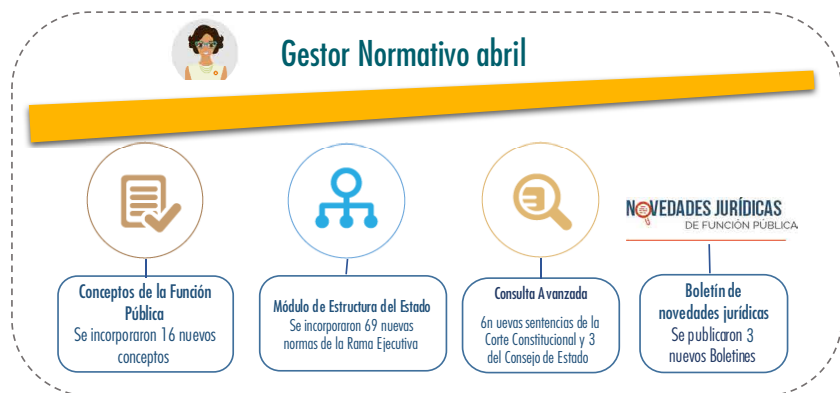 Gestor Normativo abril
NOVEDADES JURÍDICAS
DE FUNCIÓN PÚBLICA
Conceptos de la Función
Pública
Se incorporaron 16 nuevos
conceptos
Módulo de Estructura del Estado
Se incorporaron 69 nuevas
normas de la Rama Ejecutiva
Consulta Avanzada
6n uevas sentencias de la
Corte Constitucional y 3
del Consejo de Estado
Boletín de
novedades jurídicas
Se publicaron 3
nuevos Boletines